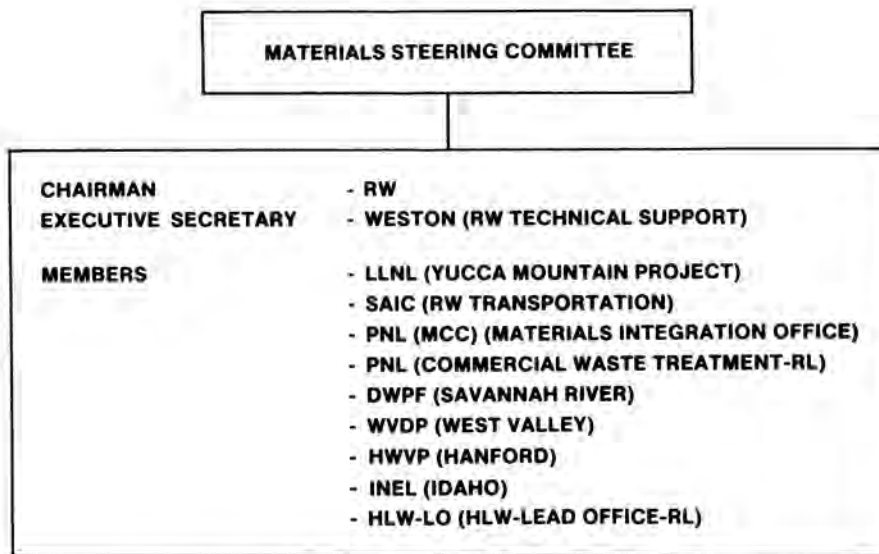 MATERIALS STEERING COMMITTEE
CHAIRMAN - RW
EXECUTIVE SECRETARY - WESTON (RW TECHNICAL SUPPORT)
MEMBERS - LLNL (YUCCA MOUNTAIN PROJECT)
- SAIC (RW TRANSPORTATION)
- PNL (MCC) (MATERIALS INTEGRATION OFFICE)
- PNL (COMMERCIAL WASTE TREATMENT-RL)
- DWPF (SAVANNAH RIVER)
- WVDP (WEST VALLEY)
- HWVP (HANFORD)
- INEL (IDAHO)
- HLW-LO (HLW-LEAD OFFICE-RL)